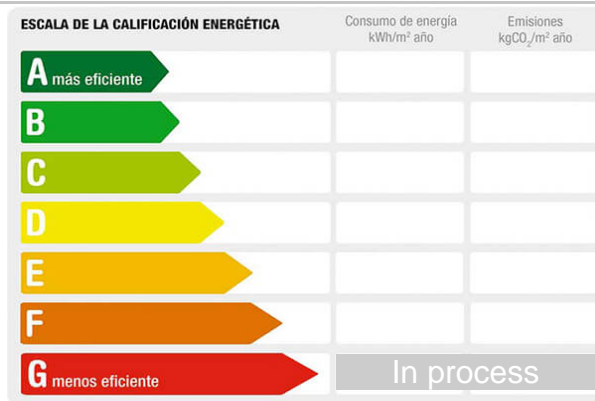 ESCALA DE LA CALIFICACIÓN ENERGÉTICA
Consumo de energía
kWh/m² año
Emisiones
kgCO₂/m² año
A más eficiente
B
C
D
E
F
G menos eficiente
In process